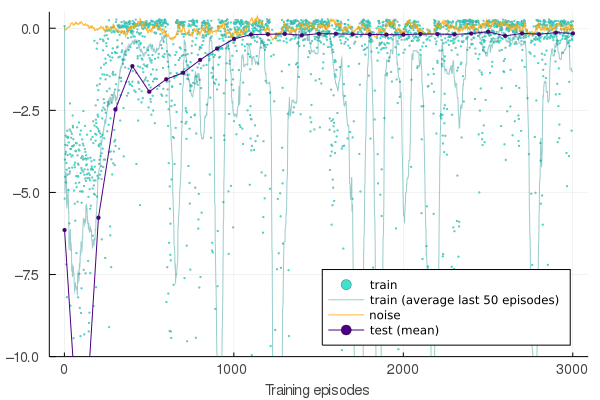 0.0
−2.5
−5.0
−7.5
−10.0
train
train (average last 50 episodes)
noise
test (mean)
0 1000 2000 3000
Training episodes